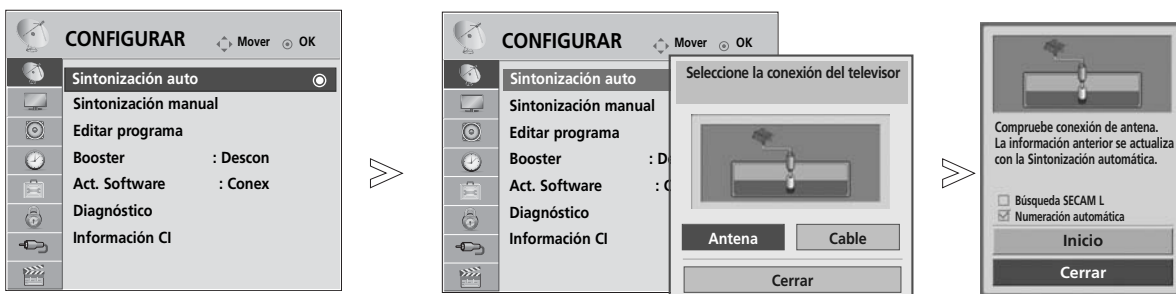 CONFIGURAR Mover OK
Sintonización auto
Sintonización manual
Editar programa
Booster : Descon
Act. Software : Conex
Diagnóstico
Información CI
CONFIGURAR Mover OK
Sintonización auto
Sintonización manual
Editar programa
Booster : D
Act. Software : C
Diagnóstico
Información CI
Seleccione la conexión del televisor
Antena Cable
Cerrar
Compruebe conexión de antena.
La información anterior se actualiza
con la Sintonización automática.
Búsqueda SECAM L
Numeración automática
Inicio
Cerrar